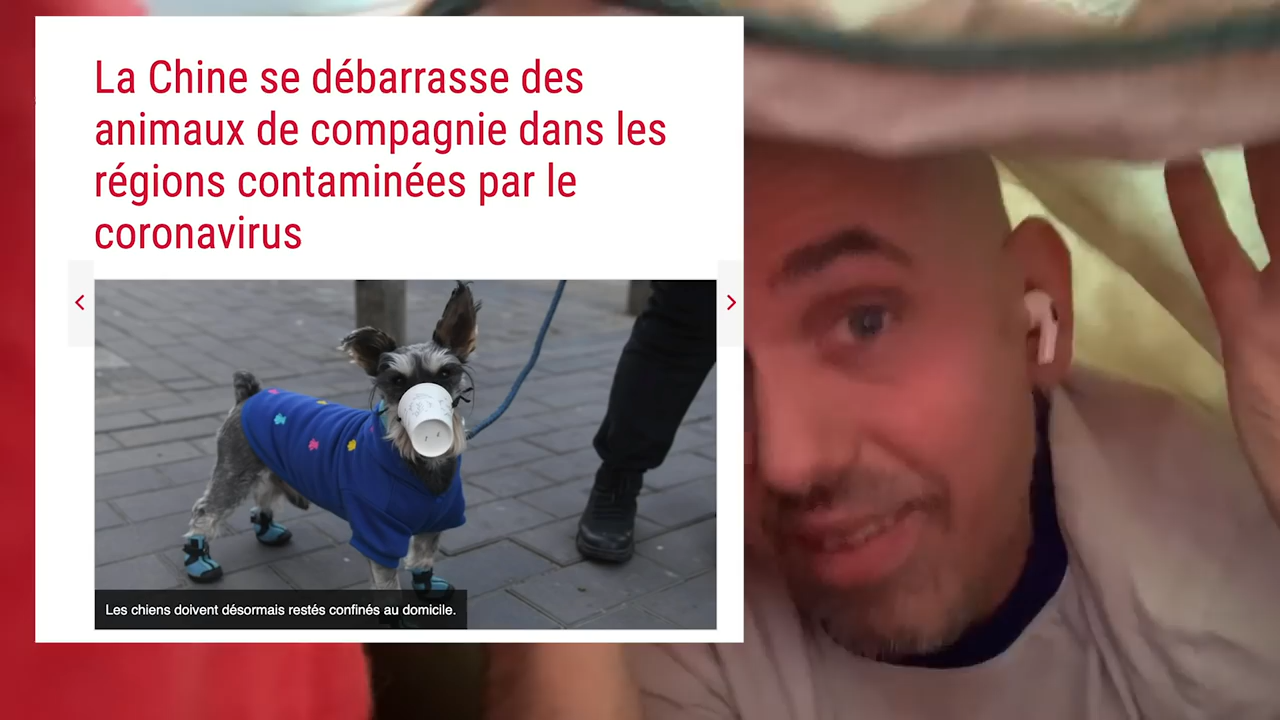 La Chine se débarrasse des
animaux de compagnie dans les
régions contaminées par le
coronavirus
Les chiens doivent désormais restés confinés au domicile.